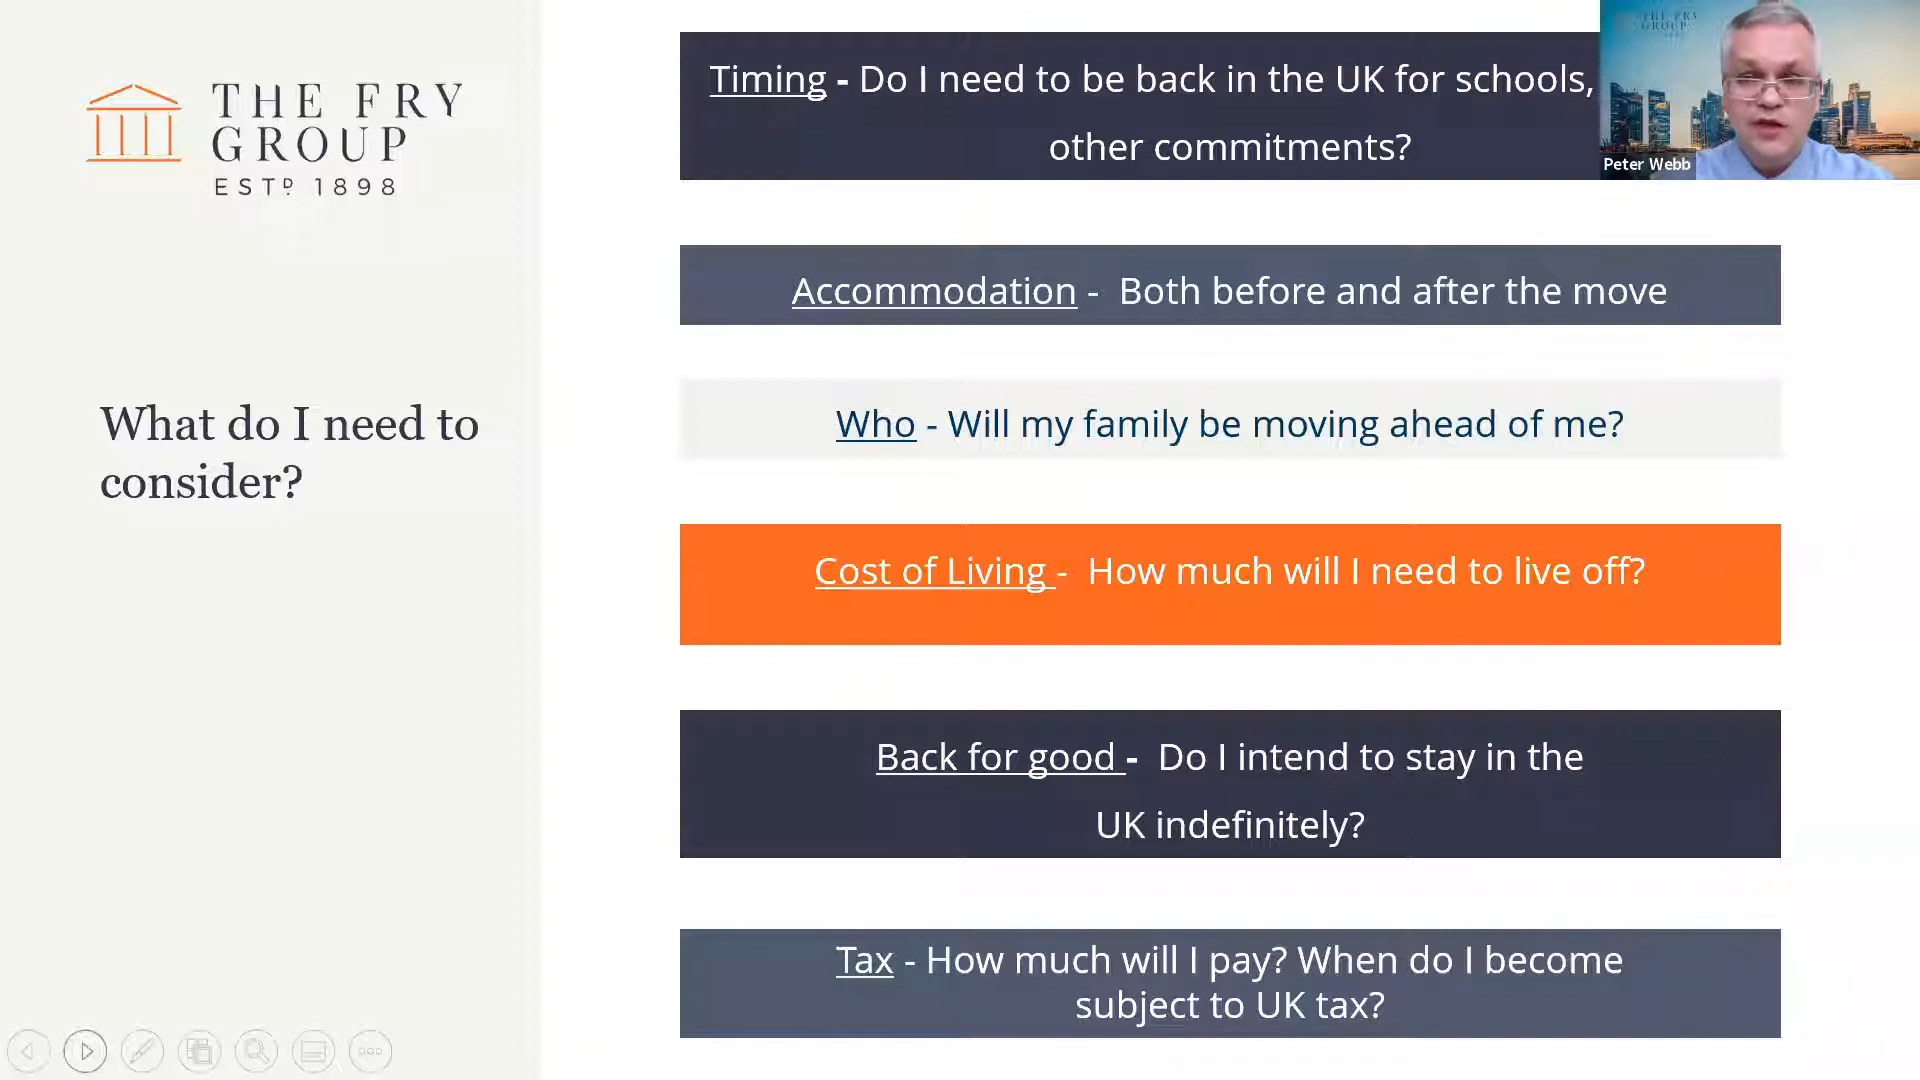 THE FRY
GROUP
ESTD 1898
What do I need to
consider?
Timing - Do I need to be back in the UK for schools,
other commitments?
Accommodation - Both before and after the move
Who - Will my family be moving ahead of me?
Cost of Living - How much will I need to live off?
Back for good - Do I intend to stay in the
UK indefinitely?
Tax - How much will I pay? When do I become
subject to UK tax?
THE FRY
GROUP
Peter Webb